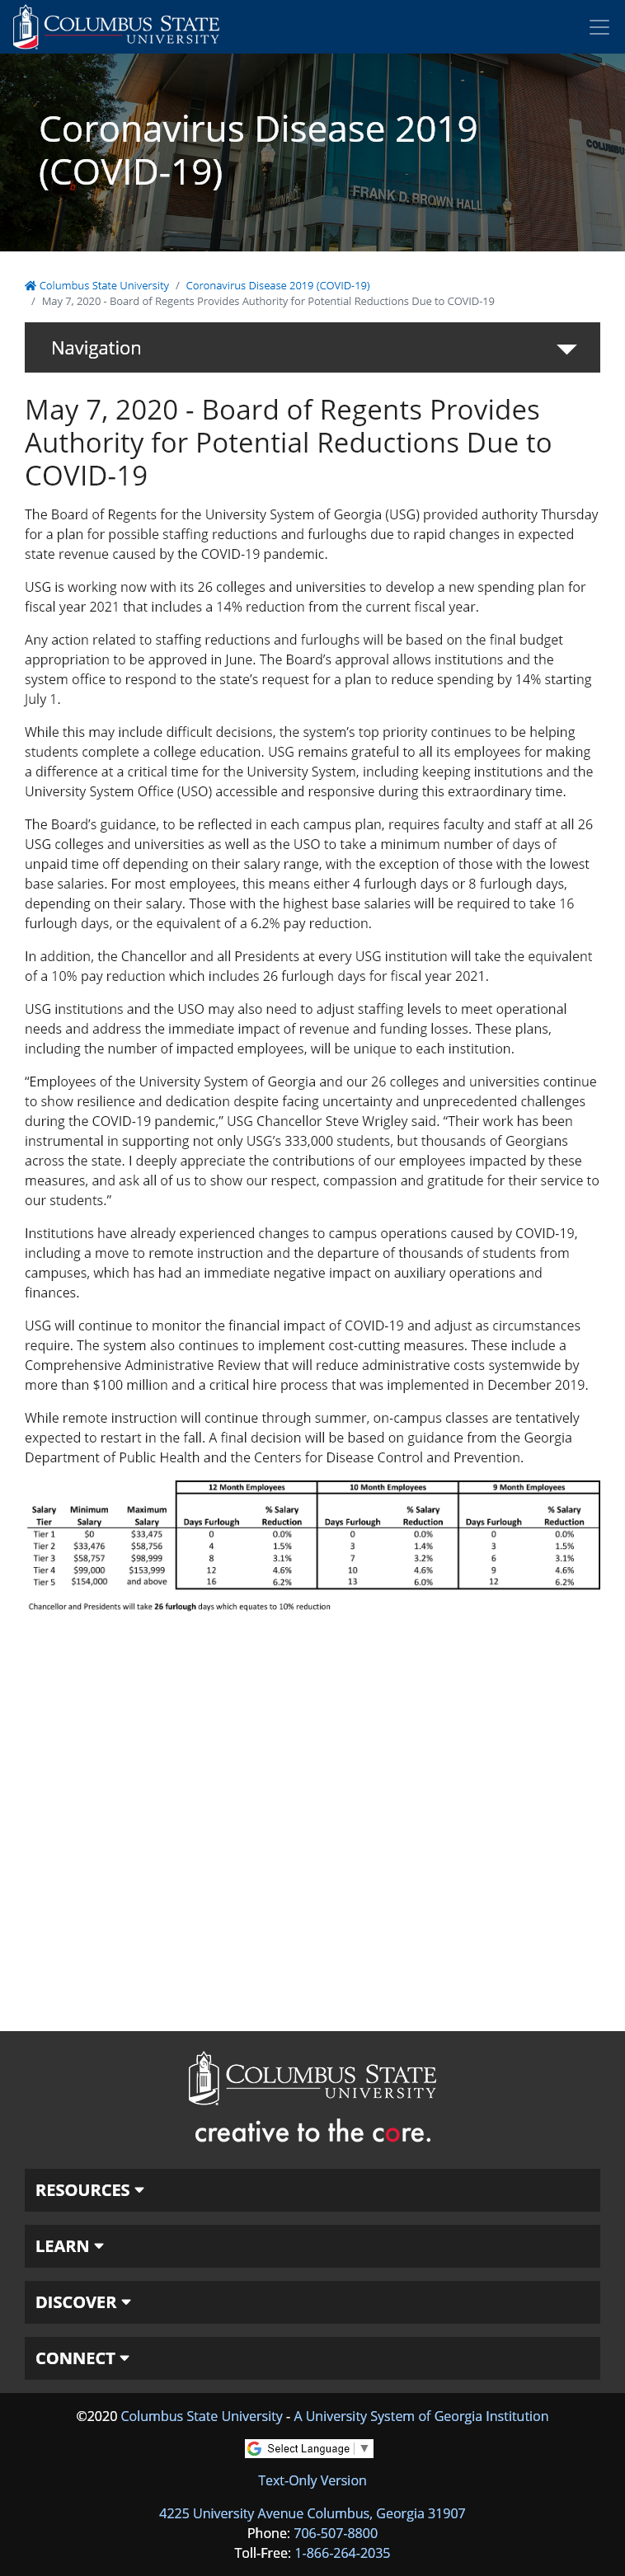 COLUMBUS STATE
UNIVERSITY
Coronavirus Disease 2019
(COVID-19)
FRANK D. BROWN HALL
COLUMBUS
Columbus State University / Coronavirus Disease 2019 (COVID-19)
/ May 7, 2020 - Board of Regents Provides Authority for Potential Reductions Due to COVID-19
Navigation
May 7, 2020 - Board of Regents Provides
Authority for Potential Reductions Due to
COVID-19
The Board of Regents for the University System of Georgia (USG) provided authority Thursday
for a plan for possible staffing reductions and furloughs due to rapid changes in expected
state revenue caused by the COVID-19 pandemic.
USG is working now with its 26 colleges and universities to develop a new spending plan for
fiscal year 2021 that includes a 14% reduction from the current fiscal year.
Any action related to staffing reductions and furloughs will be based on the final budget
appropriation to be approved in June. The Board’s approval allows institutions and the
system office to respond to the state’s request for a plan to reduce spending by 14% starting
July 1.
While this may include difficult decisions, the system’s top priority continues to be helping
students complete a college education. USG remains grateful to all its employees for making
a difference at a critical time for the University System, including keeping institutions and the
University System Office (USO) accessible and responsive during this extraordinary time.
The Board’s guidance, to be reflected in each campus plan, requires faculty and staff at all 26
USG colleges and universities as well as the USO to take a minimum number of days of
unpaid time off depending on their salary range, with the exception of those with the lowest
base salaries. For most employees, this means either 4 furlough days or 8 furlough days,
depending on their salary. Those with the highest base salaries will be required to take 16
furlough days, or the equivalent of a 6.2% pay reduction.
In addition, the Chancellor and all Presidents at every USG institution will take the equivalent
of a 10% pay reduction which includes 26 furlough days for fiscal year 2021.
USG institutions and the USO may also need to adjust staffing levels to meet operational
needs and address the immediate impact of revenue and funding losses. These plans,
including the number of impacted employees, will be unique to each institution.
“Employees of the University System of Georgia and our 26 colleges and universities continue
to show resilience and dedication despite facing uncertainty and unprecedented challenges
during the COVID-19 pandemic,” USG Chancellor Steve Wrigley said. “Their work has been
instrumental in supporting not only USG’s 333,000 students, but thousands of Georgians
across the state. I deeply appreciate the contributions of our employees impacted by these
measures, and ask all of us to show our respect, compassion and gratitude for their service to
our students.”
Institutions have already experienced changes to campus operations caused by COVID-19,
including a move to remote instruction and the departure of thousands of students from
campuses, which has had an immediate negative impact on auxiliary operations and
finances.
USG will continue to monitor the financial impact of COVID-19 and adjust as circumstances
require. The system also continues to implement cost-cutting measures. These include a
Comprehensive Administrative Review that will reduce administrative costs systemwide by
more than $100 million and a critical hire process that was implemented in December 2019.
While remote instruction will continue through summer, on-campus classes are tentatively
expected to restart in the fall. A final decision will be based on guidance from the Georgia
Department of Public Health and the Centers for Disease Control and Prevention.
12 Month Employees 10 Month Employees 9 Month Employees
Salary Minimum Maximum % Salary % Salary % Salary
Tier Salary Salary Days Furlough Reduction Days Furlough Reduction Days Furlough Reduction
Tier 1 $0 $33,475 0 0.0% 0 0.0% 0 0.0%
Tier 2 $33,476 $58,756 4 1.5% 3 1.4% 3 1.5%
Tier 3 $58,757 $98,999 8 3.1% 7 3.2% 6 3.1%
Tier 4 $99,000 $153,999 12 4.6% 10 4.6% 9 4.6%
Tier 5 $154,000 and above 16 6.2% 13 6.0% 12 6.2%
Chancellor and Presidents will take 26 furlough days which equates to 10% reduction
COLUMBUS STATE
UNIVERSITY
creative to the core.
RESOURCES
LEARN
DISCOVER
CONNECT
©2020 Columbus State University - A University System of Georgia Institution
Select Language
Text-Only Version
4225 University Avenue Columbus, Georgia 31907
Phone: 706-507-8800
Toll-Free: 1-866-264-2035